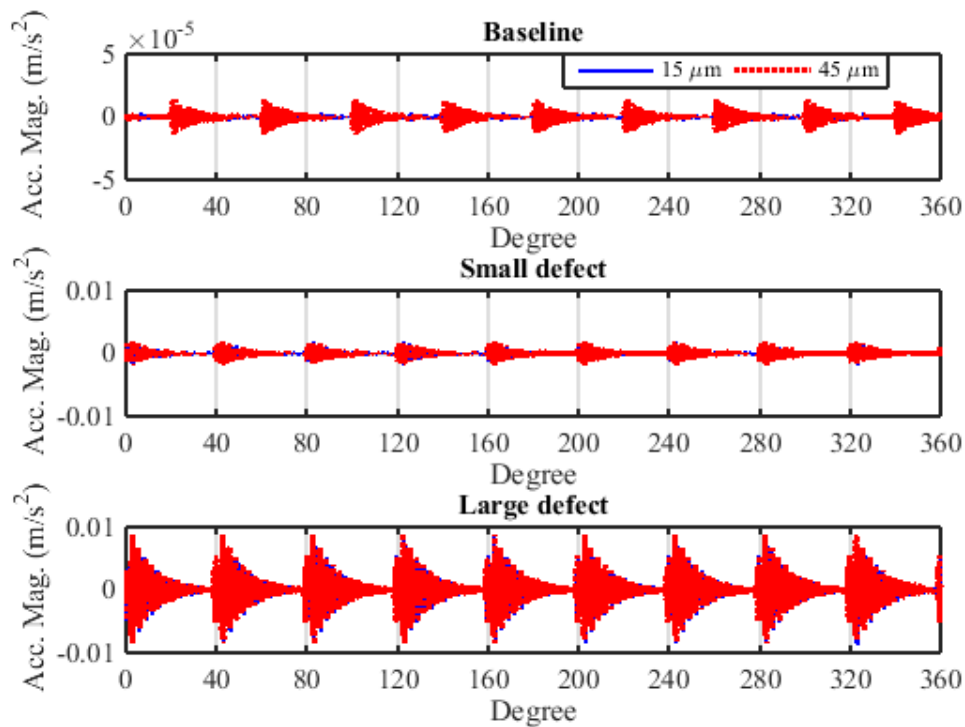 Baseline
×10⁻⁵
Acc. Mag. (m/s²)
5
0
-5
15 μm 45 μm
0 40 80 120 160 200 240 280 320 360
Degree
Small defect
Acc. Mag. (m/s²)
0.01
0
-0.01
0 40 80 120 160 200 240 280 320 360
Degree
Large defect
Acc. Mag. (m/s²)
0.01
0
-0.01
0 40 80 120 160 200 240 280 320 360
Degree